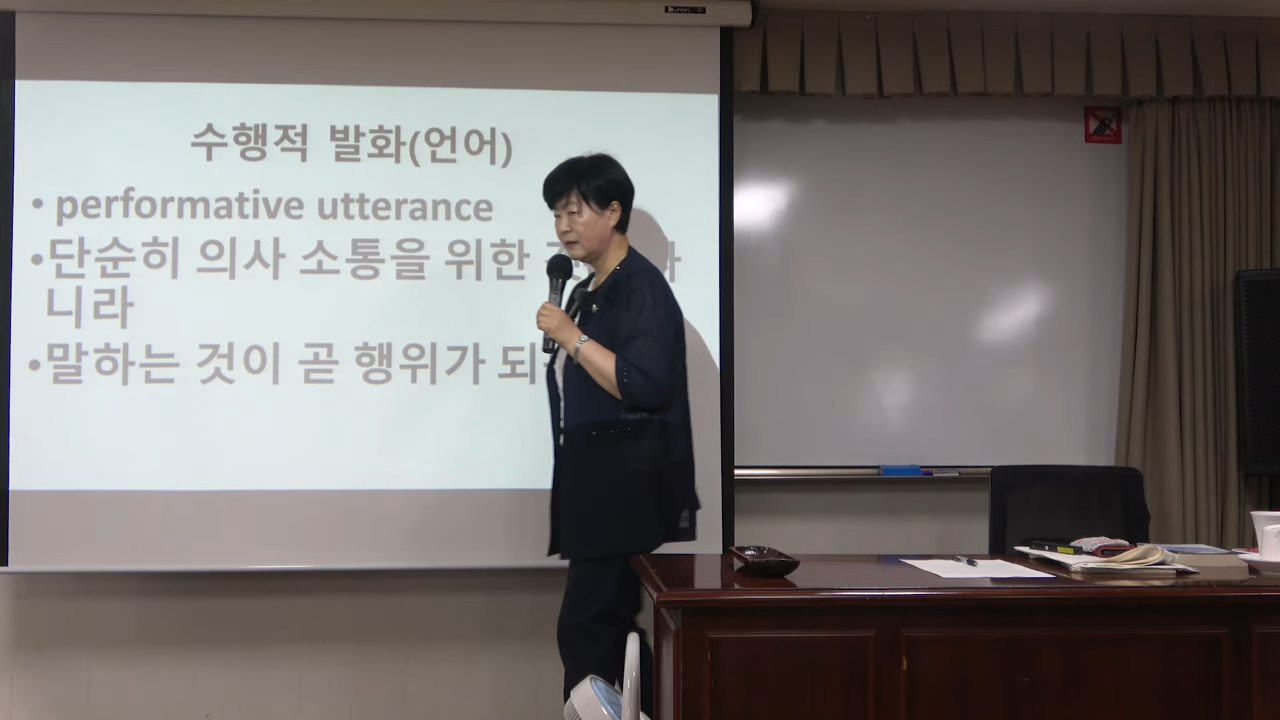 수행적 발화(언어)
• performative utterance
•단순히 의사 소통을 위한
니라
•말하는 것이 곧 행위가